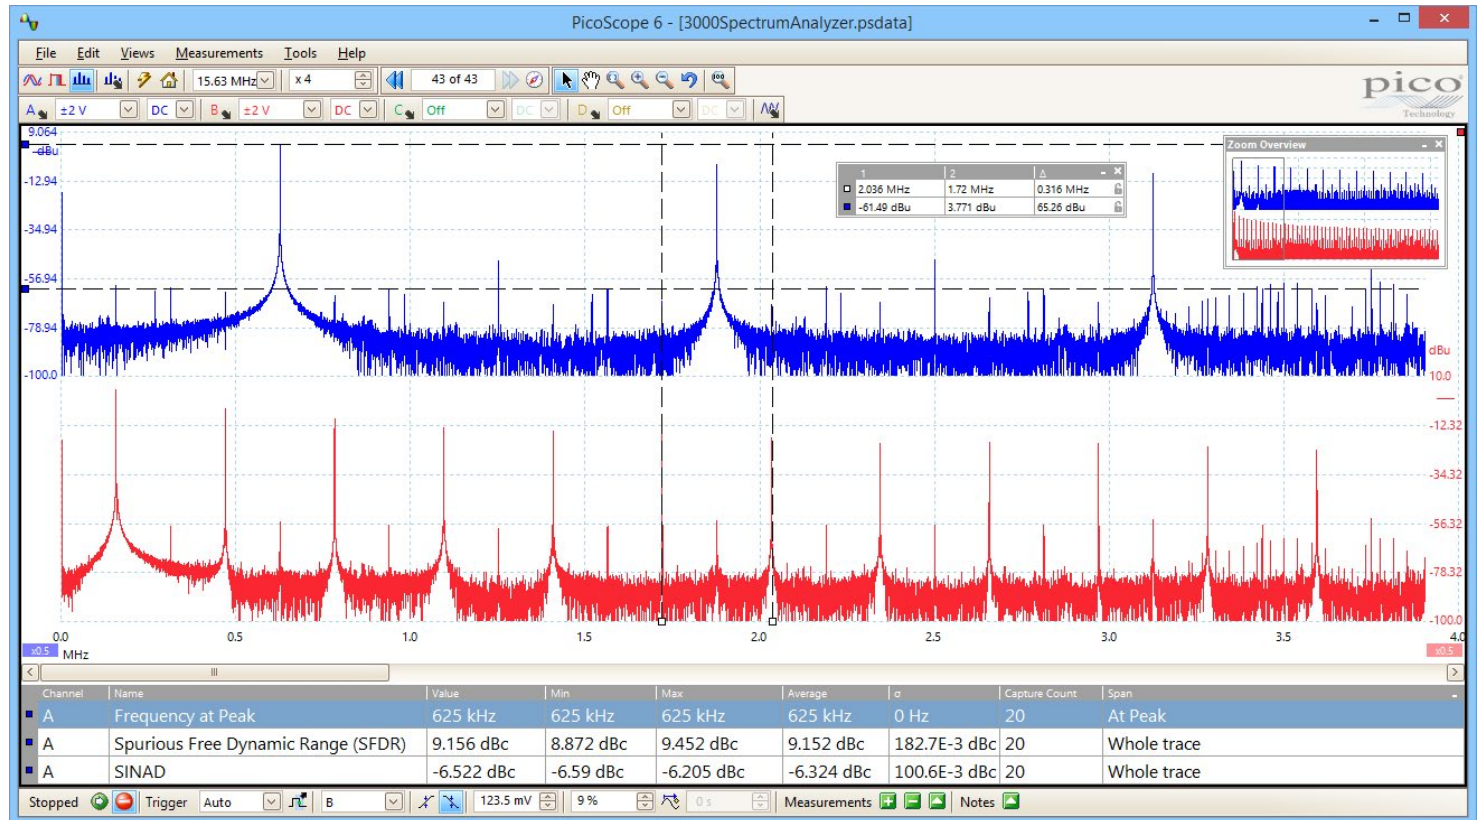 PicoScope 6 - [3000SpectrumAnalyzer.psdata]
File Edit Views Measurements Tools Help
15.63 MHz x 4 43 of 43
pico
Technology
A ±2 V DC B ±2 V DC C Off DC D Off DC
9.064
dBu
-12.94
-34.94
-56.94
-78.94
-100.0
1 2 Δ
2.036 MHz 1.72 MHz 0.316 MHz
-61.49 dBu 3.771 dBu 65.26 dBu
Zoom Overview
dBu
10.0
-12.32
-34.32
-56.32
-78.32
-100.0
0.0 0.5 1.0 1.5 2.0 2.5 3.0 3.5 4.0
x0.5 MHz x0.5
Channel Name Value Min Max Average σ Capture Count Span
A Frequency at Peak 625 kHz 625 kHz 625 kHz 625 kHz 0 Hz 20 At Peak
A Spurious Free Dynamic Range (SFDR) 9.156 dBc 8.872 dBc 9.452 dBc 9.152 dBc 182.7E-3 dBc 20 Whole trace
A SINAD -6.522 dBc -6.59 dBc -6.205 dBc -6.324 dBc 100.6E-3 dBc 20 Whole trace
Stopped Trigger Auto B 123.5 mV 9 % 0 s Measurements Notes